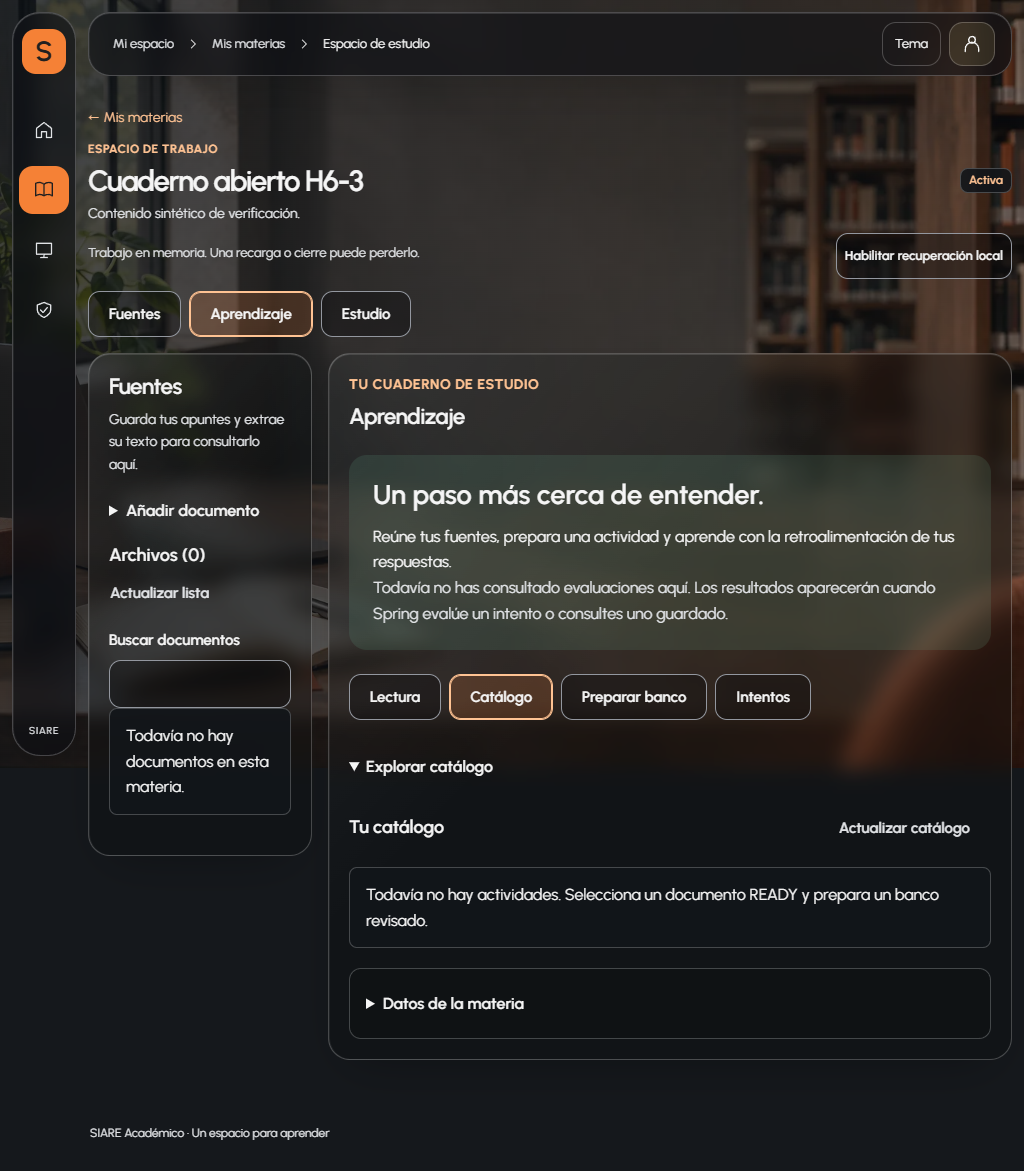 S
Mi espacio > Mis materias > Espacio de estudio
Tema
← Mis materias
ESPACIO DE TRABAJO
Cuaderno abierto H6-3
Activa
Contenido sintético de verificación.
Trabajo en memoria. Una recarga o cierre puede perderlo.
Habilitar recuperación local
Fuentes
Aprendizaje
Estudio
Fuentes
Guarda tus apuntes y extrae
su texto para consultarlo
aquí.
▶ Añadir documento
Archivos (0)
Actualizar lista
Buscar documentos
Todavía no hay
documentos en esta
materia.
SIARE
TU CUADERNO DE ESTUDIO
Aprendizaje
Un paso más cerca de entender.
Reúne tus fuentes, prepara una actividad y aprende con la retroalimentación de tus
respuestas.
Todavía no has consultado evaluaciones aquí. Los resultados aparecerán cuando
Spring evalúe un intento o consultes uno guardado.
Lectura
Catálogo
Preparar banco
Intentos
▼ Explorar catálogo
Tu catálogo
Actualizar catálogo
Todavía no hay actividades. Selecciona un documento READY y prepara un banco
revisado.
▶ Datos de la materia
SIARE Académico · Un espacio para aprender